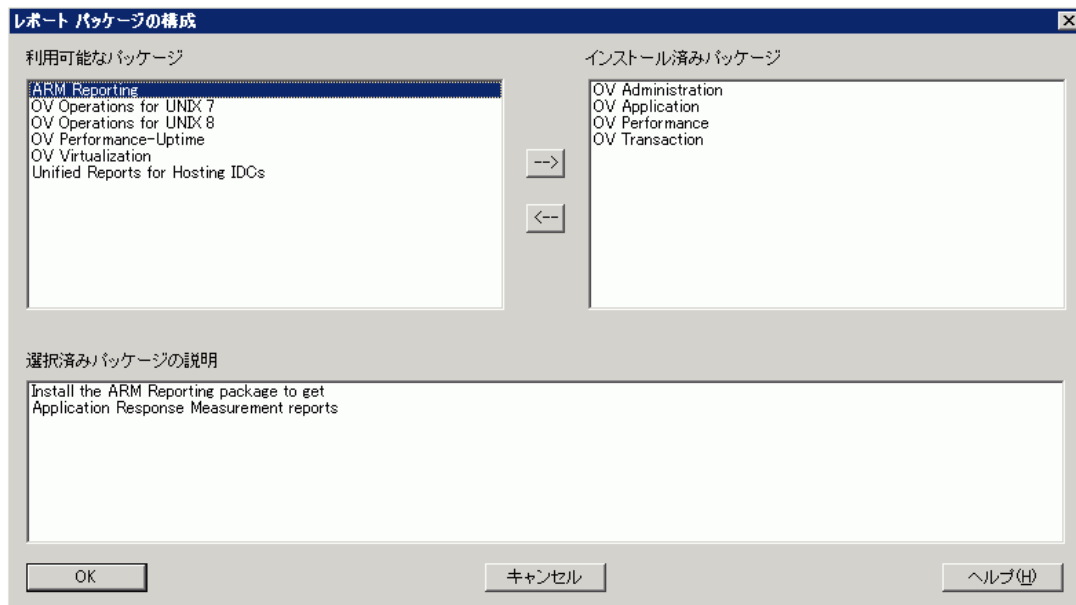 レポート パッケージの構成
利用可能なパッケージ
インストール済みパッケージ
ARM Reporting
OV Operations for UNIX 7
OV Operations for UNIX 8
OV Performance-Uptime
OV Virtualization
Unified Reports for Hosting IDCs
-->
<--
OV Administration
OV Application
OV Performance
OV Transaction
選択済みパッケージの説明
Install the ARM Reporting package to get
Application Response Measurement reports
OK
キャンセル
ヘルプ(H)